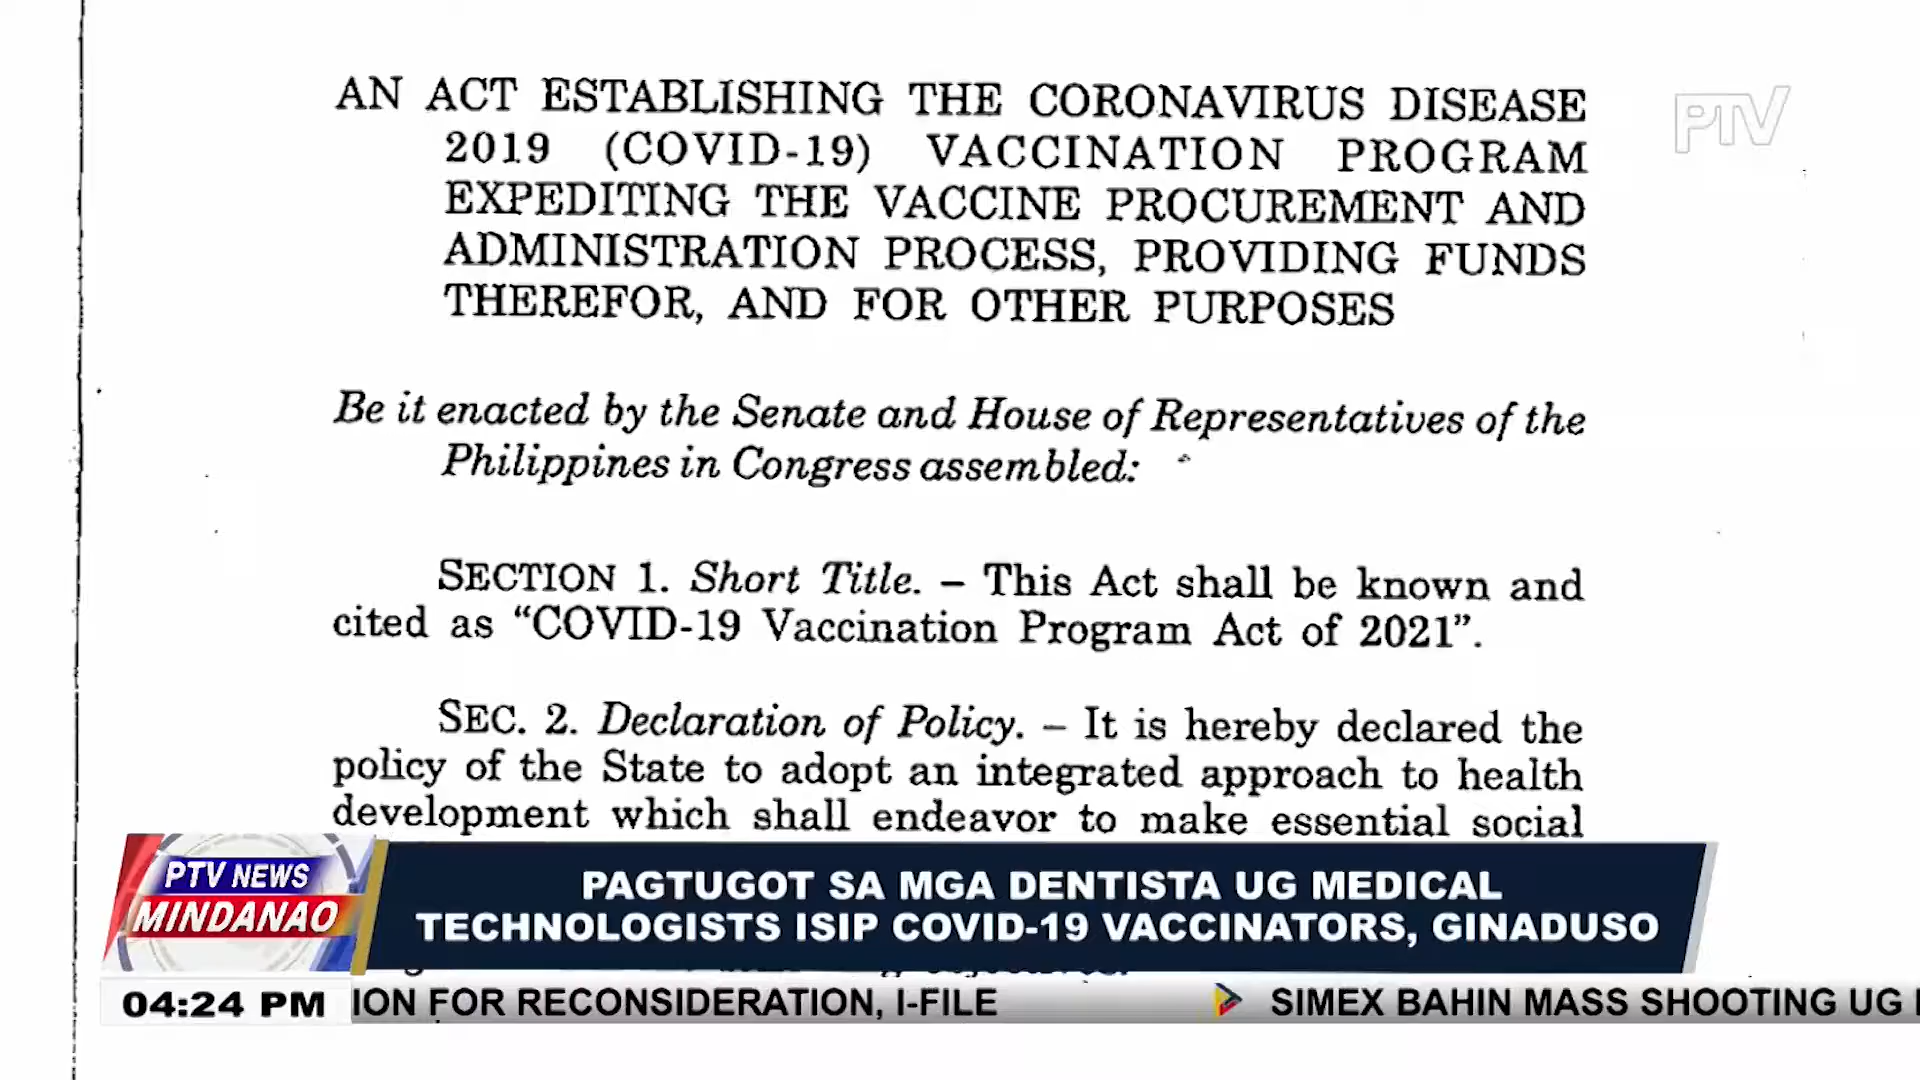 AN ACT ESTABLISHING THE CORONAVIRUS DISEASE
2019 (COVID-19) VACCINATION PROGRAM
EXPEDITING THE VACCINE PROCUREMENT AND
ADMINISTRATION PROCESS, PROVIDING FUNDS
THEREFOR, AND FOR OTHER PURPOSES
PTV
Be it enacted by the Senate and House of Representatives of the
Philippines in Congress assembled:
SECTION 1. Short Title. – This Act shall be known and
cited as “COVID-19 Vaccination Program Act of 2021”.
SEC. 2. Declaration of Policy. – It is hereby declared the
policy of the State to adopt an integrated approach to health
development which shall endeavor to make essential social
PTV NEWS
MINDANAO
PAGTUGOT SA MGA DENTISTA UG MEDICAL
TECHNOLOGISTS ISIP COVID-19 VACCINATORS, GINADUSO
04:24 PM
ION FOR RECONSIDERATION, I-FILE
SIMEX BAHIN MASS SHOOTING UG